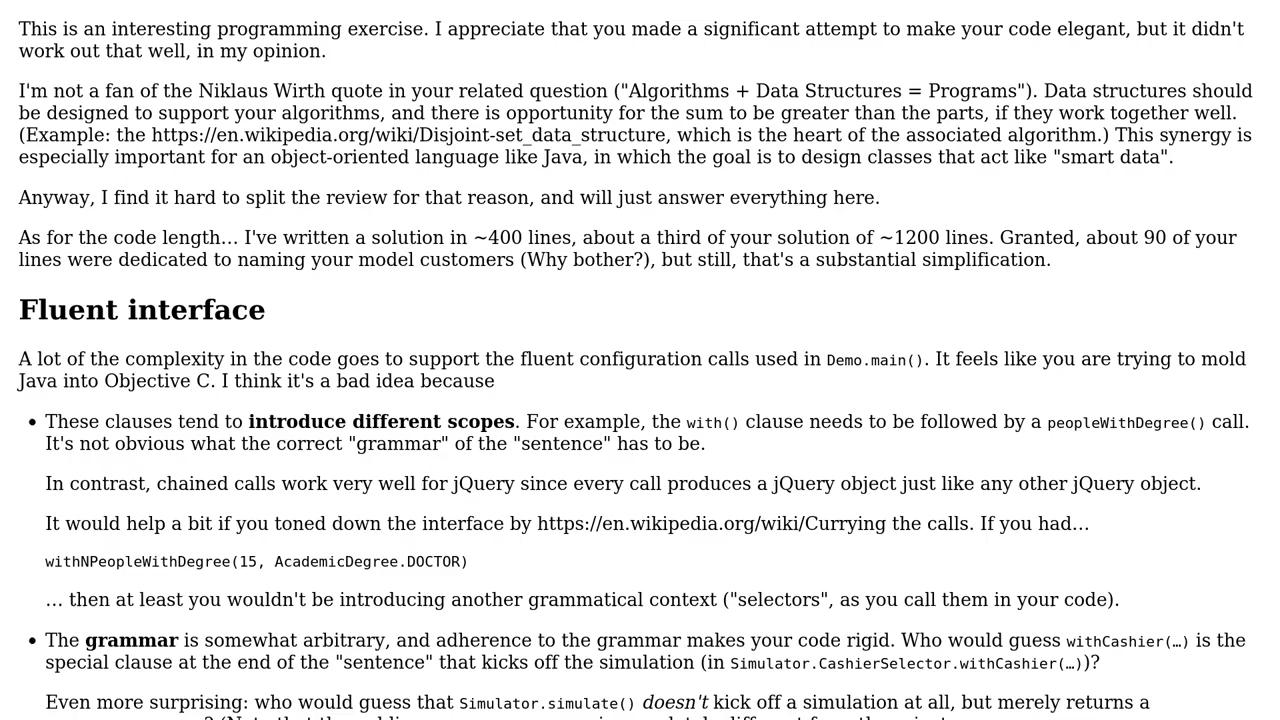 This is an interesting programming exercise. I appreciate that you made a significant attempt to make your code elegant, but it didn't
work out that well, in my opinion.
I'm not a fan of the Niklaus Wirth quote in your related question ("Algorithms + Data Structures = Programs"). Data structures should
be designed to support your algorithms, and there is opportunity for the sum to be greater than the parts, if they work together well.
(Example: the https://en.wikipedia.org/wiki/Disjoint-set_data_structure, which is the heart of the associated algorithm.) This synergy is
especially important for an object-oriented language like Java, in which the goal is to design classes that act like "smart data".
Anyway, I find it hard to split the review for that reason, and will just answer everything here.
As for the code length… I've written a solution in ~400 lines, about a third of your solution of ~1200 lines. Granted, about 90 of your
lines were dedicated to naming your model customers (Why bother?), but still, that's a substantial simplification.
Fluent interface
A lot of the complexity in the code goes to support the fluent configuration calls used in Demo.main(). It feels like you are trying to mold
Java into Objective C. I think it's a bad idea because
• These clauses tend to introduce different scopes. For example, the with() clause needs to be followed by a peopleWithDegree() call.
It's not obvious what the correct "grammar" of the "sentence" has to be.
In contrast, chained calls work very well for jQuery since every call produces a jQuery object just like any other jQuery object.
It would help a bit if you toned down the interface by https://en.wikipedia.org/wiki/Currying the calls. If you had…
withNPeopleWithDegree(15, AcademicDegree.DOCTOR)
… then at least you wouldn't be introducing another grammatical context ("selectors", as you call them in your code).
• The grammar is somewhat arbitrary, and adherence to the grammar makes your code rigid. Who would guess withCashier(…) is the
special clause at the end of the "sentence" that kicks off the simulation (in Simulator.CashierSelector.withCashier(…))?
Even more surprising: who would guess that Simulator.simulate() doesn't kick off a simulation at all, but merely returns a